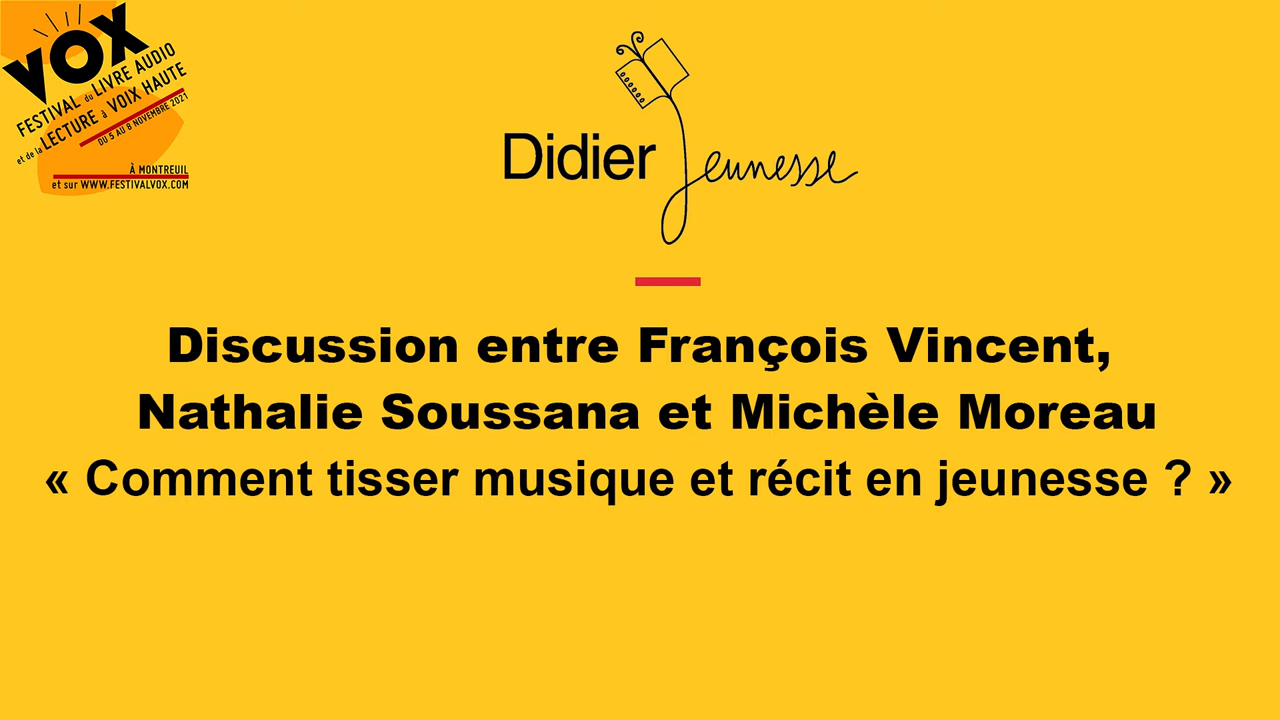 VOX
FESTIVAL du LIVRE AUDIO
et de la LECTURE à VOIX HAUTE
DU 5 AU 8 NOVEMBRE 2021
À MONTREUIL
et sur WWW.FESTIVALVOX.COM
Didier Jeunesse
Discussion entre François Vincent,
Nathalie Soussana et Michèle Moreau
« Comment tisser musique et récit en jeunesse ? »